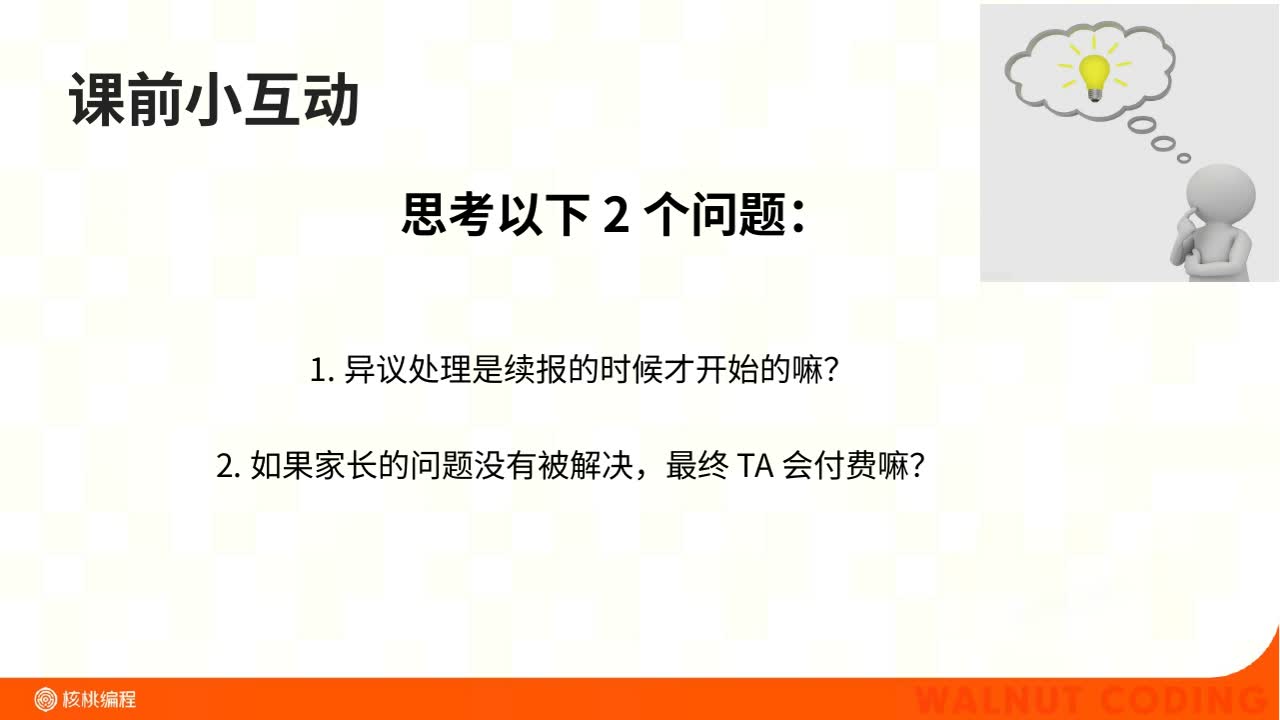 课前小互动
思考以下 2 个问题：
1. 异议处理是续报的时候才开始的嘛？
2. 如果家长的问题没有被解决，最终 TA 会付费嘛？
核桃编程
WALNUT CODING